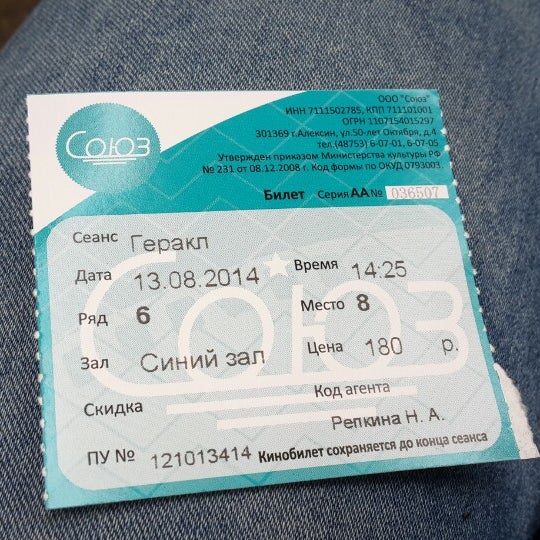 Союз
ООО "Союз"
ИНН 7111502785, КПП 711101001
ОГРН 1107154015297
301369 г.Алексин, ул.50-лет Октября, д.4
тел.(48753) 6-07-01, 6-07-05
Утвержден приказом Министерства культуры РФ
№ 231 от 08.12.2008 г. Код формы по ОКУД 0793003.
Билет Серия АА № 036507
Сеанс Геракл
Дата 13.08.2014 Время 14:25
Ряд 6 Место 8
Союз
Зал Синий зал Цена 180 р.
Скидка Код агента
Репкина Н. А.
ПУ № 121013414 Кинобилет сохраняется до конца сеанса